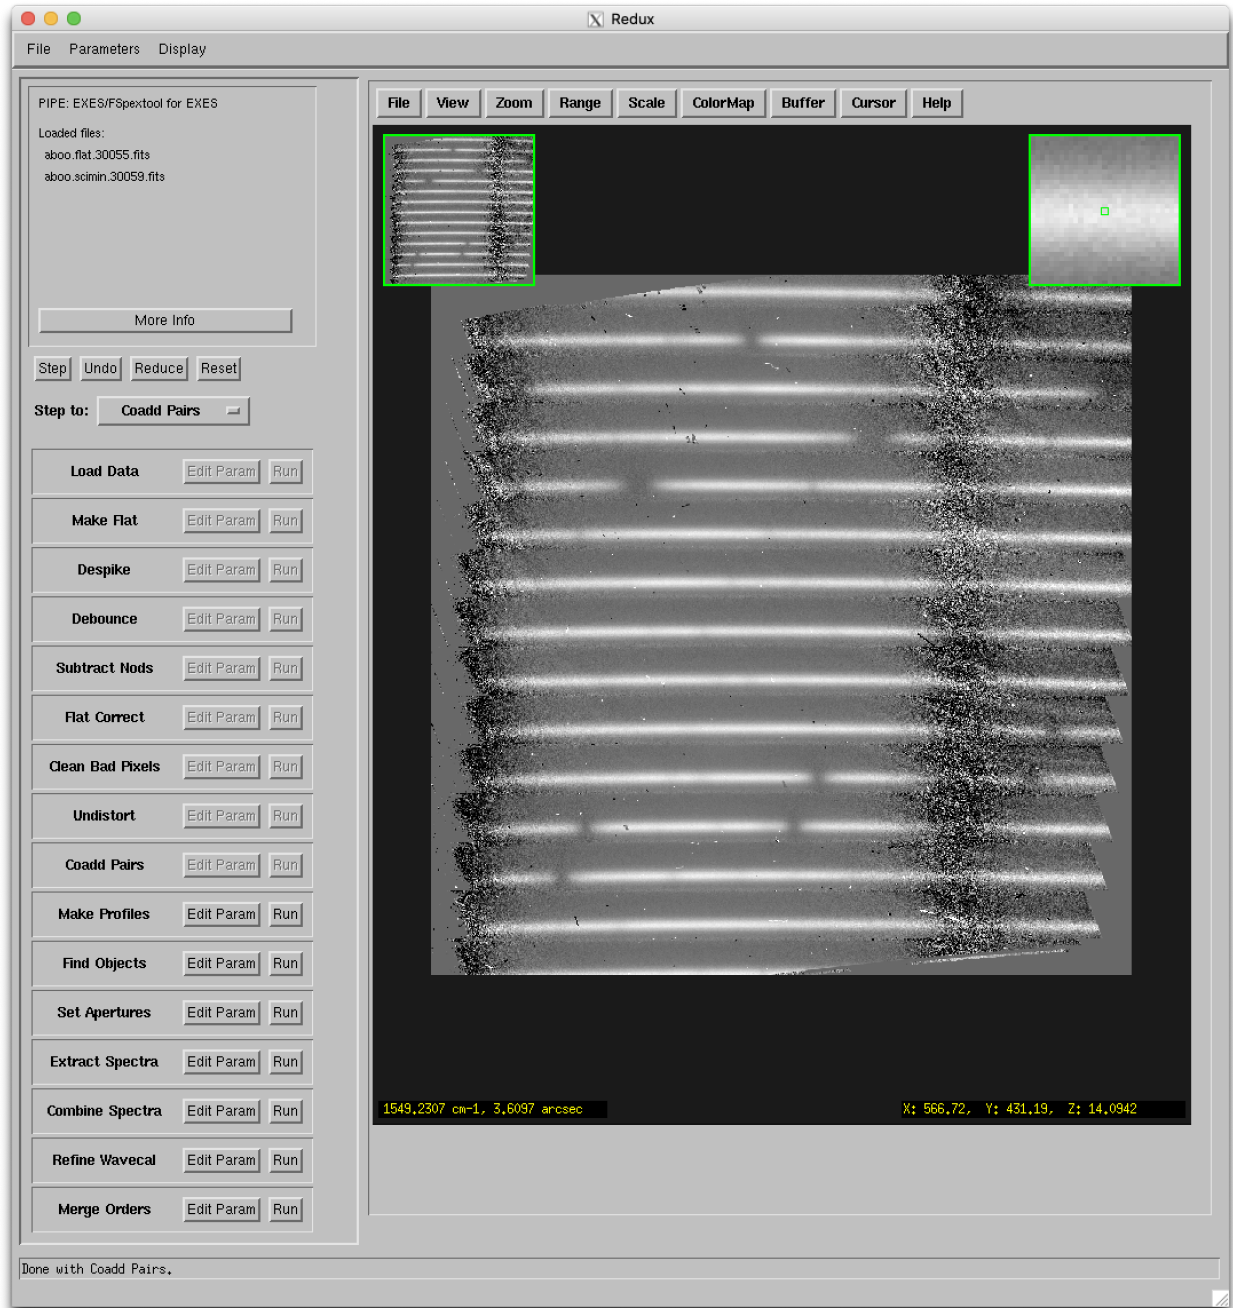 Redux
File Parameters Display
PIPE: EXES/FSpextool for EXES
Loaded files:
aboo.flat.30055.fits
aboo.scimin.30059.fits
More Info
Step Undo Reduce Reset
Step to: Coadd Pairs
Load Data Edit Param Run
Make Flat Edit Param Run
Despike Edit Param Run
Debounce Edit Param Run
Subtract Nods Edit Param Run
Flat Correct Edit Param Run
Clean Bad Pixels Edit Param Run
Undistort Edit Param Run
Coadd Pairs Edit Param Run
Make Profiles Edit Param Run
Find Objects Edit Param Run
Set Apertures Edit Param Run
Extract Spectra Edit Param Run
Combine Spectra Edit Param Run
Refine Wavecal Edit Param Run
Merge Orders Edit Param Run
File View Zoom Range Scale ColorMap Buffer Cursor Help
1549.2307 cm-1, 3.6097 arcsec
X: 566.72, Y: 431.19, Z: 14.0942
Done with Coadd Pairs.